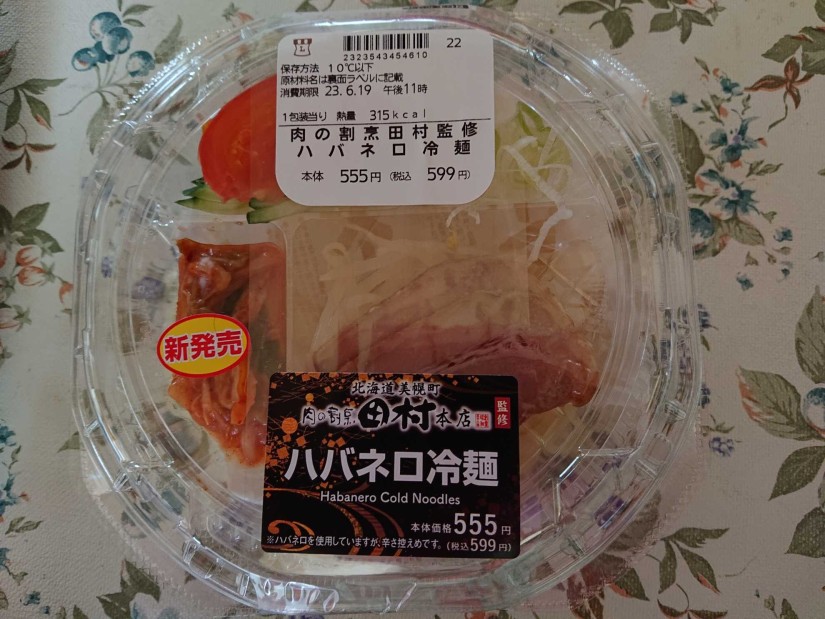 22
2323543454610
保存方法 10℃以下
原材料名は裏面ラベルに記載
消費期限 23.6.19 午後11時
1包装当り 熱量 315kcal
肉の割烹田村監修
ハバネロ冷麺
本体 555円 (税込 599円)
新発売
北海道美幌町
肉の割烹 田村 本店
監修
ハバネロ冷麺
Habanero Cold Noodles
本体価格555円
※ハバネロを使用していますが、辛さ控えめです。(税込599円)